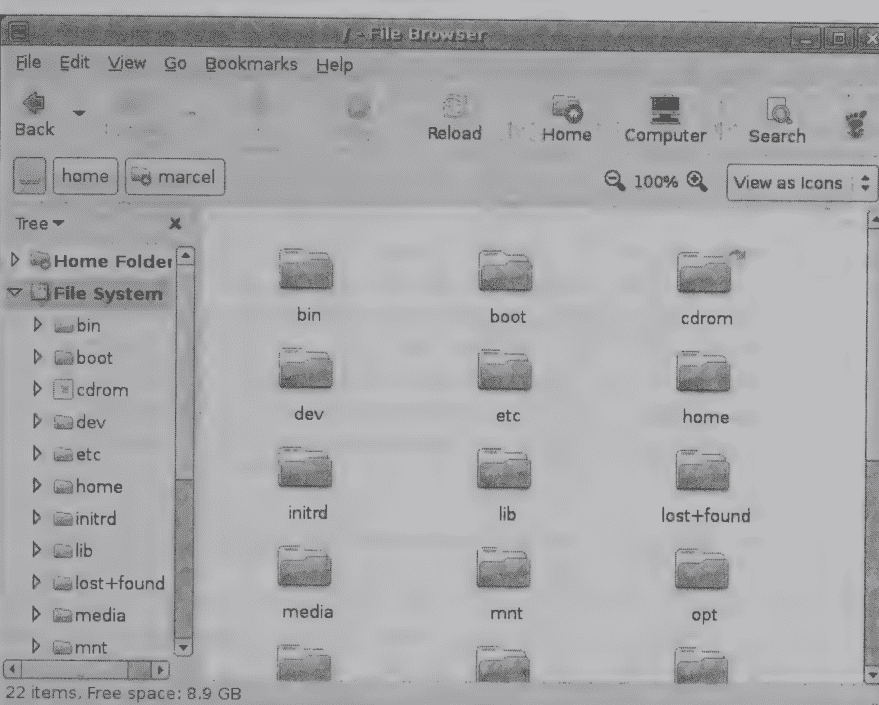 / - File Browser
File Edit View Go Bookmarks Help
Back Reload Home Computer Search
home marcel 100% View as Icons
Tree
Home Folder
File System
bin
boot
cdrom
dev
etc
home
initrd
lib
lost+found
media
mnt
bin boot cdrom
dev etc home
initrd lib lost+found
media mnt opt
22 items, Free space: 8.9 GB